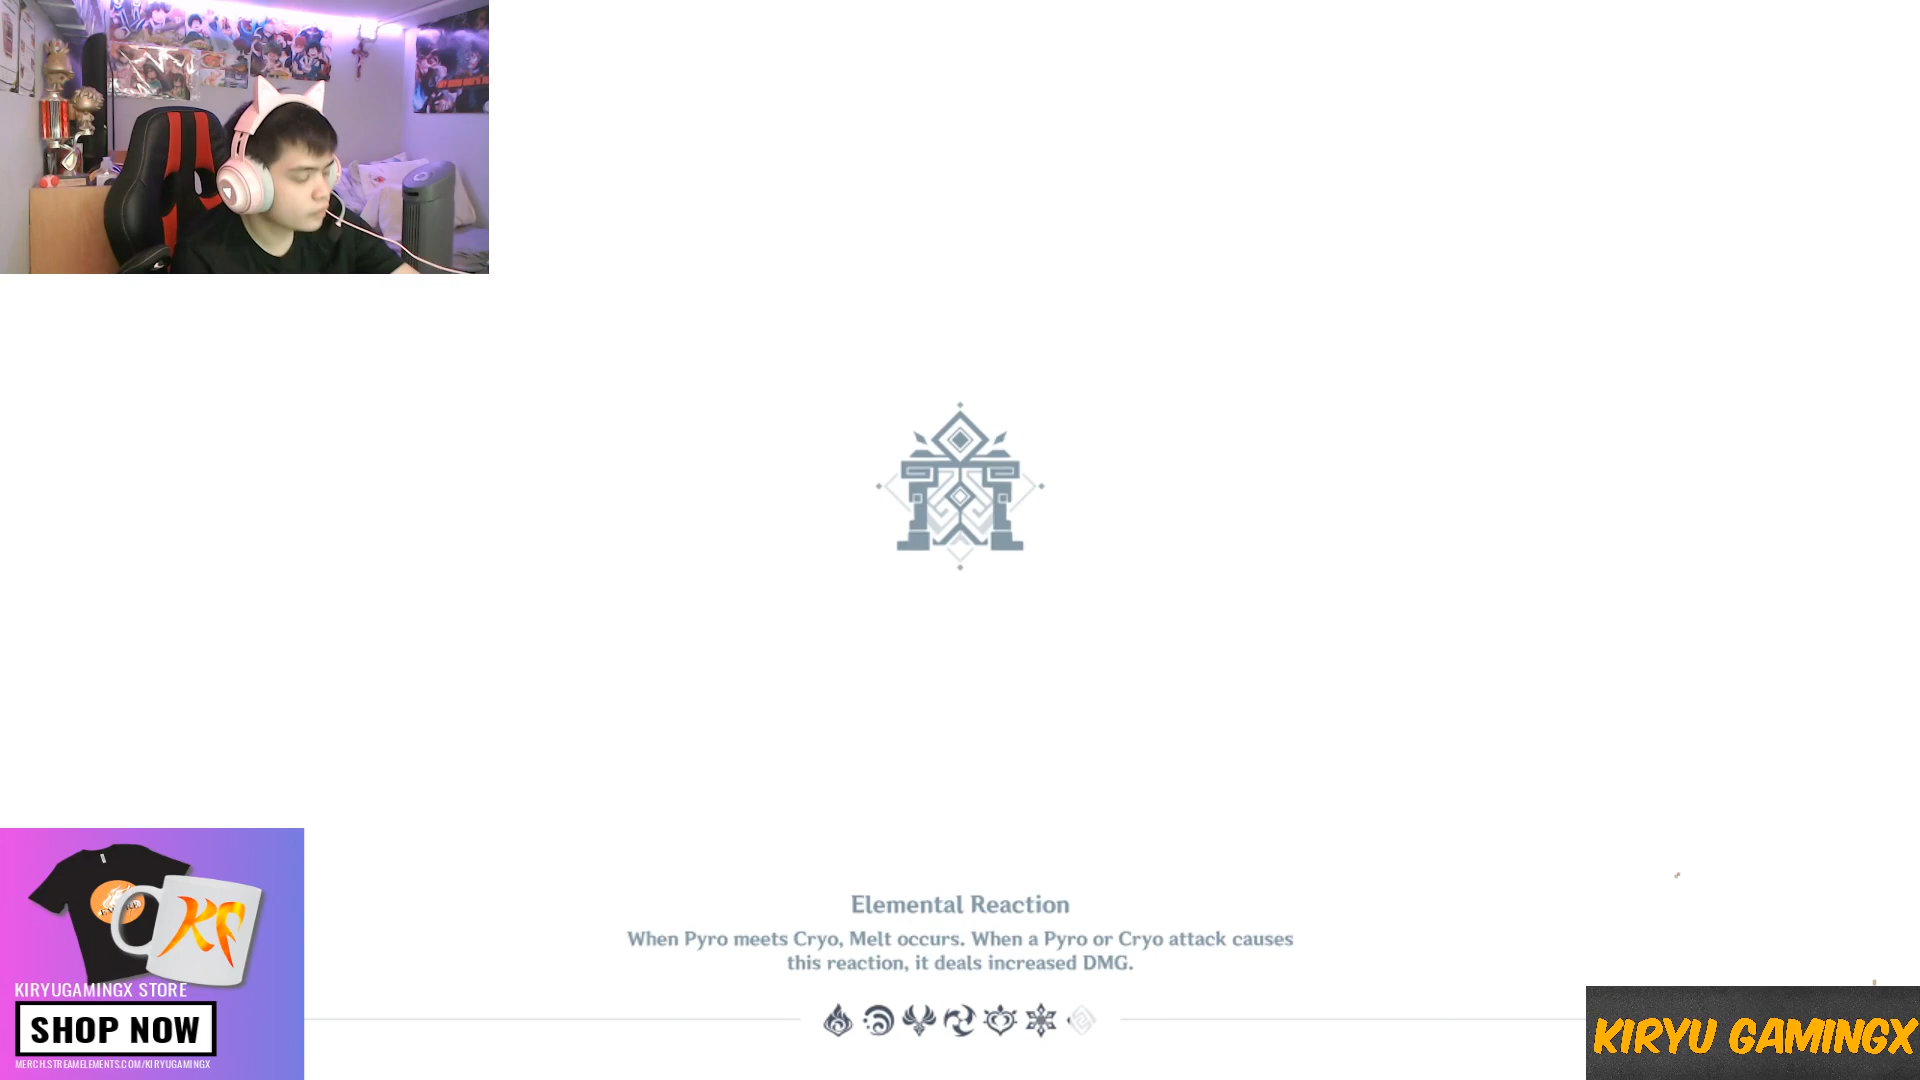 Elemental Reaction
When Pyro meets Cryo, Melt occurs. When a Pyro or Cryo attack causes
this reaction, it deals increased DMG.
KF
KIRYUGAMINGX STORE
SHOP NOW
MERCH.STREAMELEMENTS.COM/KIRYUGAMINGX
KIRYU GAMINGX